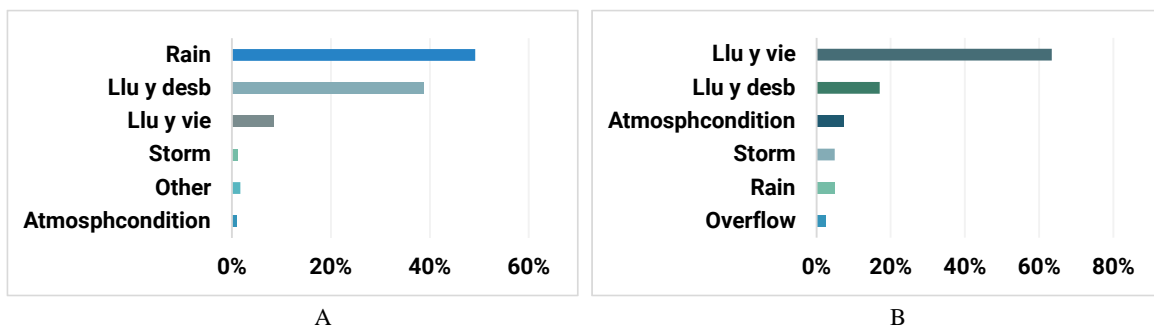 Rain
Llu y desb
Llu y vie
Storm
Other
Atmosphcondition
0% 20% 40% 60%
A
Llu y vie
Llu y desb
Atmosphcondition
Storm
Rain
Overflow
0% 20% 40% 60% 80%
B